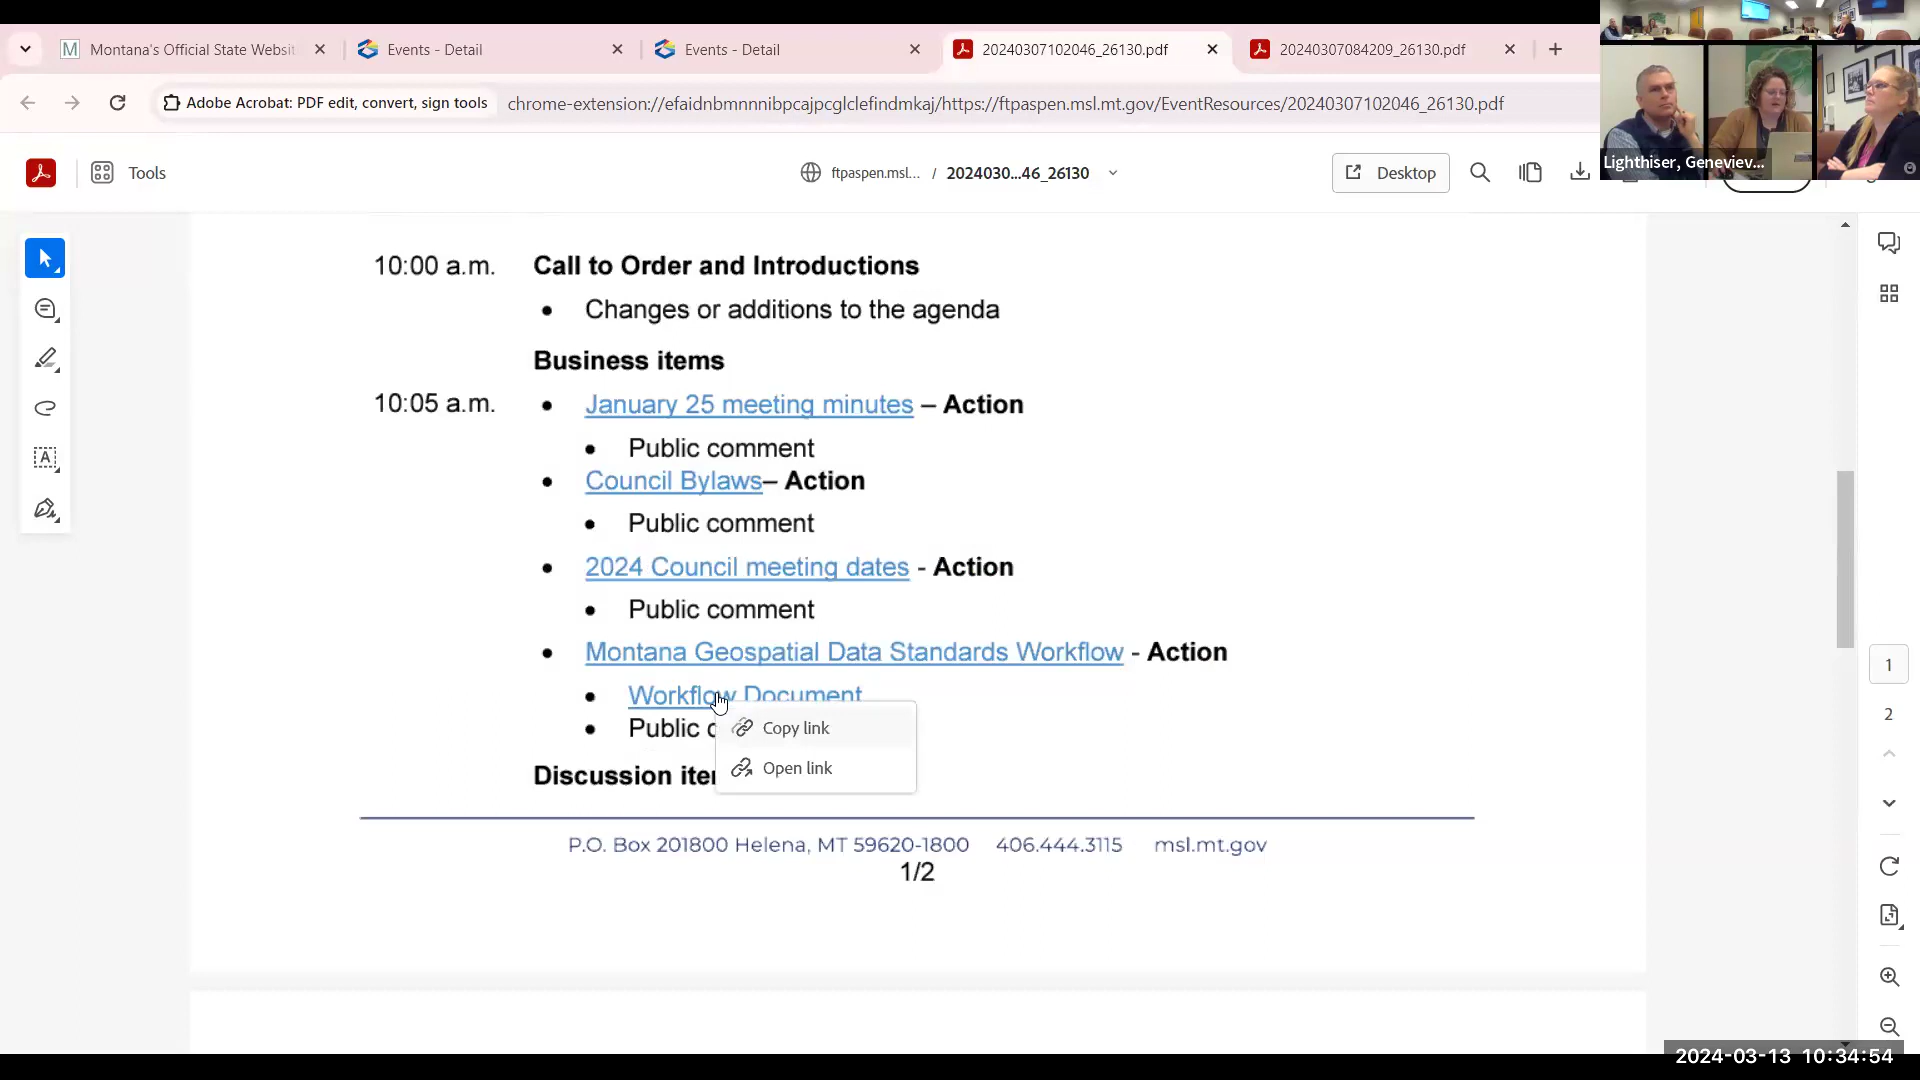 Montana's Official State Websit
Events - Detail
Events - Detail
20240307102046_26130.pdf
20240307084209_26130.pdf
Adobe Acrobat: PDF edit, convert, sign tools
chrome-extension://efaidnbmnnnibpcajpcglclefindmkaj/https://ftpaspen.msl.mt.gov/EventResources/20240307102046_26130.pdf
Lighthiser, Geneviev...
Tools
ftpaspen.msl... / 2024030...46_26130
Desktop
10:00 a.m. Call to Order and Introductions
• Changes or additions to the agenda
Business items
10:05 a.m. • January 25 meeting minutes – Action
• Public comment
• Council Bylaws– Action
• Public comment
• 2024 Council meeting dates - Action
• Public comment
• Montana Geospatial Data Standards Workflow - Action
• Workflow Document
• Public c
Copy link
Open link
Discussion iter
P.O. Box 201800 Helena, MT 59620-1800 406.444.3115 msl.mt.gov
1/2
1
2
2024-03-13 10:34:54